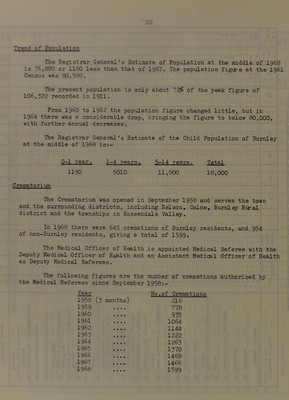 22
Trend of Population
The Registrar General's Estimate of Population at the middle of 1968
is 76,880 or 1180 less than that of 1967. The population figure at the 1961
Census was 80,588.
The present population is only about 72% of the peak figure of
106,322 recorded in 1911.
From 1960 to 1962 the population figure changed little, but in
1964 there was a considerable drop, bringing the figure to below 80,000,
with further annual decreases.
The Registrar General's Estimate of the Child Population of Burnley
at the middle of 1968 is:-
0-1 year. 1-4 years. 5-14 years. Total
1190 5010 11,800 18,000
Crematorium
The Crematorium was opened in September 1958 and serves the town
and the surrounding districts, including Nelson, Colne, Burnley Rural
district and the townships in Rossendale Valley.
In 1968 there were 645 cremations of Burnley residents, and 954
of non-Burnley residents, giving a total of 1599.
The Medical Officer of Health is appointed Medical Referee with the
Deputy Medical Officer of Health and an Assistant Medical Officer of Health
as Deputy Medical Referees.
The following figures are the number of cremations authorised by
the Medical Referees since September 1958:-
Year No.of Cremations
1958 (3 months) 216
1959 .... 778
1960 .... 935
1961 .... 1064
1962 .... 1144
1963 .... 1222
1964 .... 1263
1965 .... 1370
1966 .... 1468
1967 .... 1466
1968 .... 1599